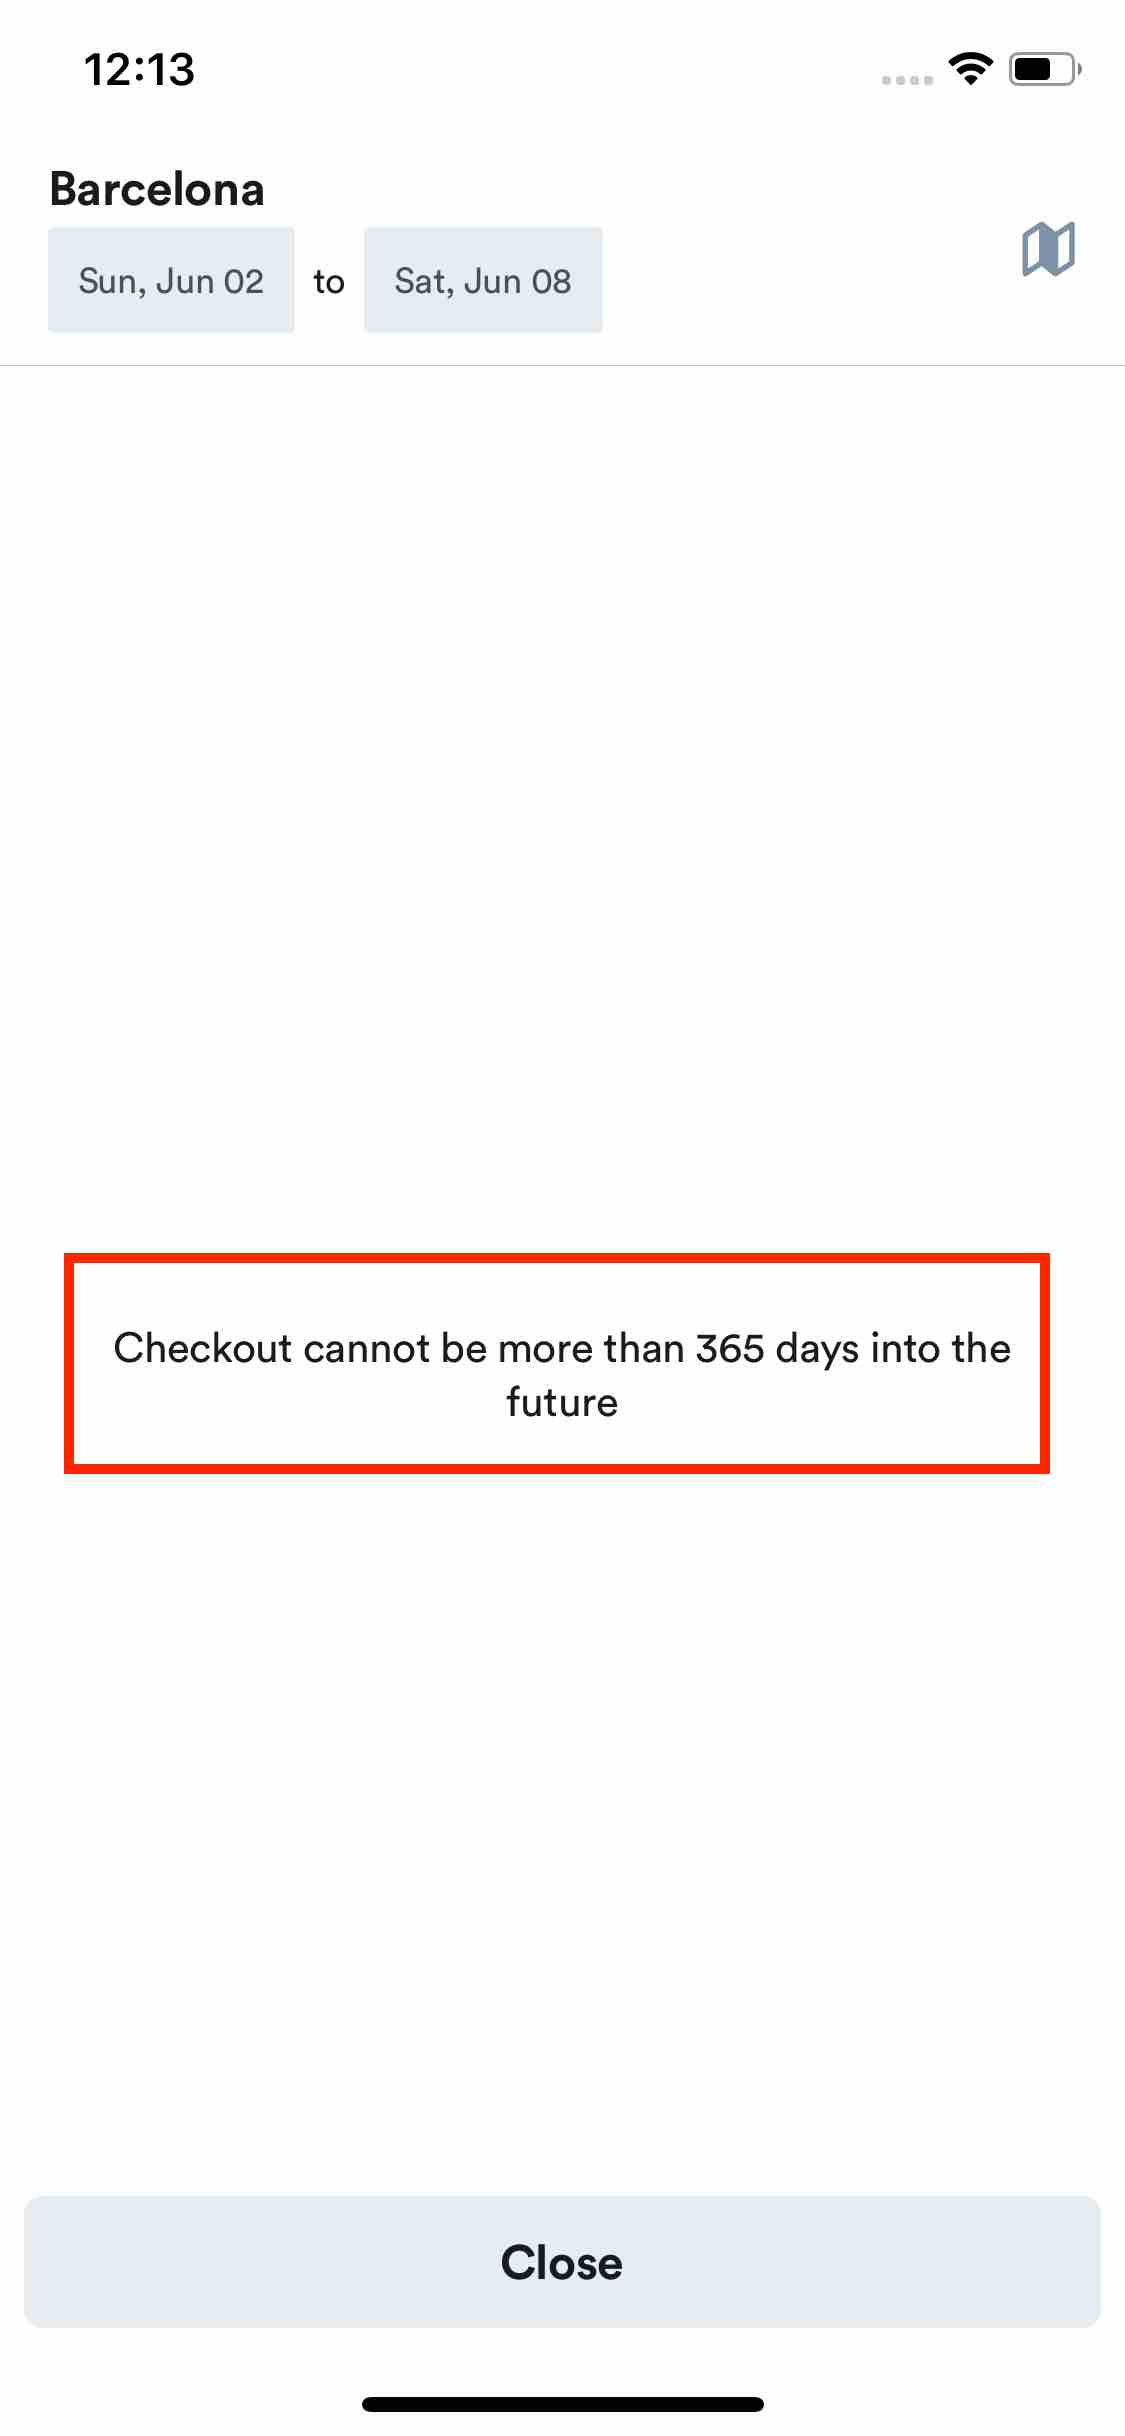 12:13
Barcelona
Sun, Jun 02 to Sat, Jun 08
Checkout cannot be more than 365 days into the
future
Close